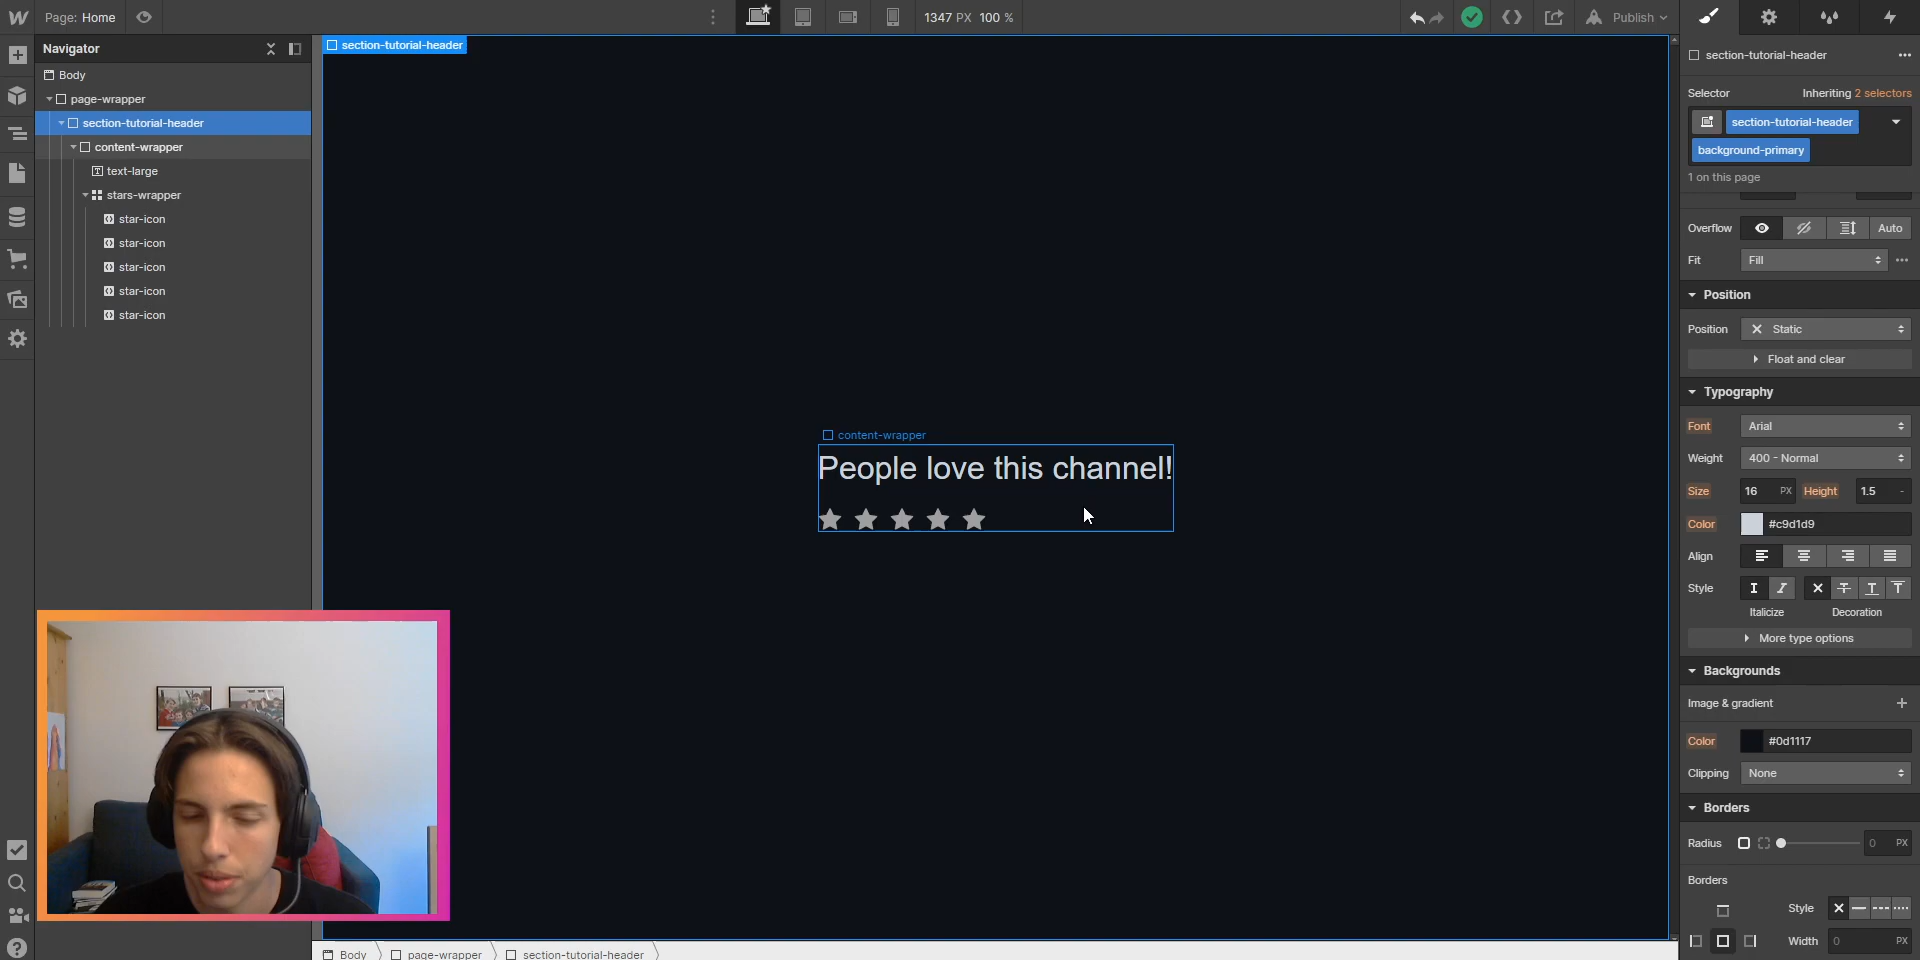 Page: Home
1347 PX 100 %
Publish
Navigator
Body
page-wrapper
section-tutorial-header
content-wrapper
text-large
stars-wrapper
star-icon
star-icon
star-icon
star-icon
star-icon
section-tutorial-header
content-wrapper
People love this channel!
Body
page-wrapper
section-tutorial-header
section-tutorial-header
Selector
Inheriting 2 selectors
section-tutorial-header
background-primary
1 on this page
Overflow
Auto
Fit
Fill
Position
Position
Static
Float and clear
Typography
Font
Arial
Weight
400 - Normal
Size
16 PX
Height
1.5 -
Color
#c9d1d9
Align
Style
Italicize
Decoration
More type options
Backgrounds
Image & gradient
Color
#0d1117
Clipping
None
Borders
Radius
0 PX
Borders
Style
Width
0 PX